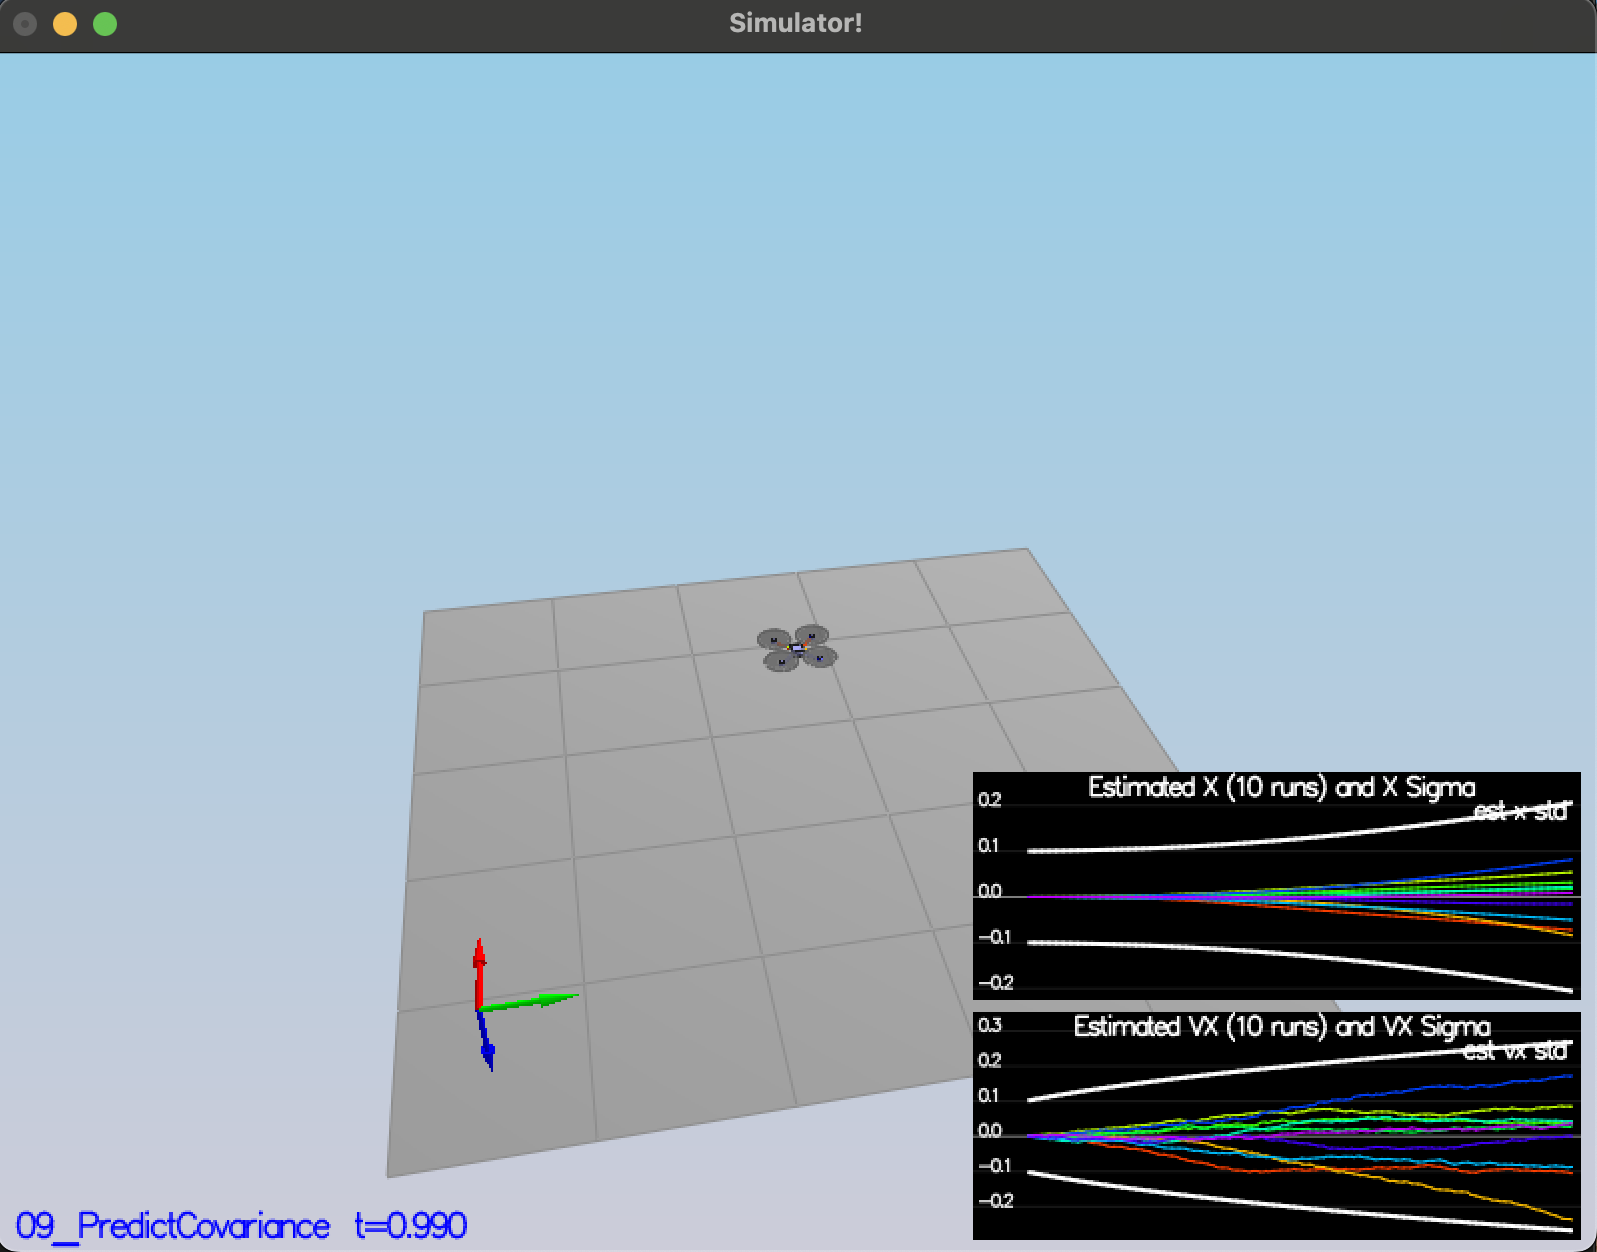 Simulator!
Estimated X (10 runs) and X Sigma
est x std
0.2
0.1
0.0
-0.1
-0.2
Estimated VX (10 runs) and VX Sigma
est vx std
0.3
0.2
0.1
0.0
-0.1
-0.2
09_PredictCovariance t=0.990